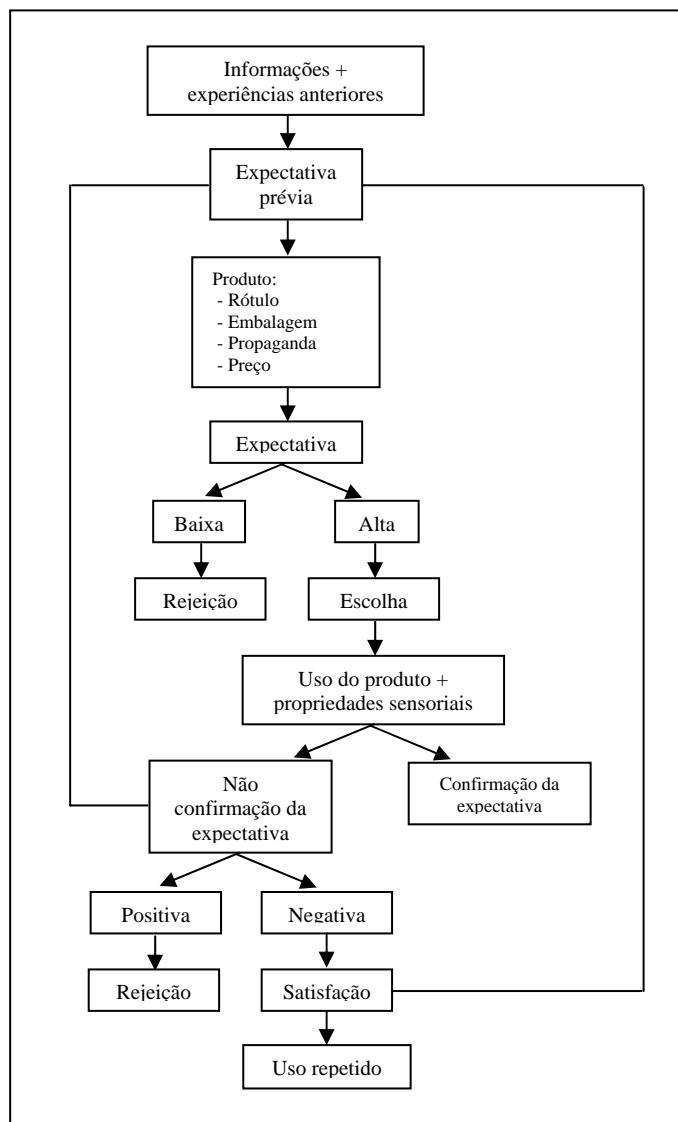 Informações +
experiências anteriores
Expectativa
prévia
Produto:
- Rótulo
- Embalagem
- Propaganda
- Preço
Expectativa
Baixa
Alta
Rejeição
Escolha
Uso do produto +
propriedades sensoriais
Não
confirmação da
expectativa
Confirmação da
expectativa
Positiva
Negativa
Rejeição
Satisfação
Uso repetido